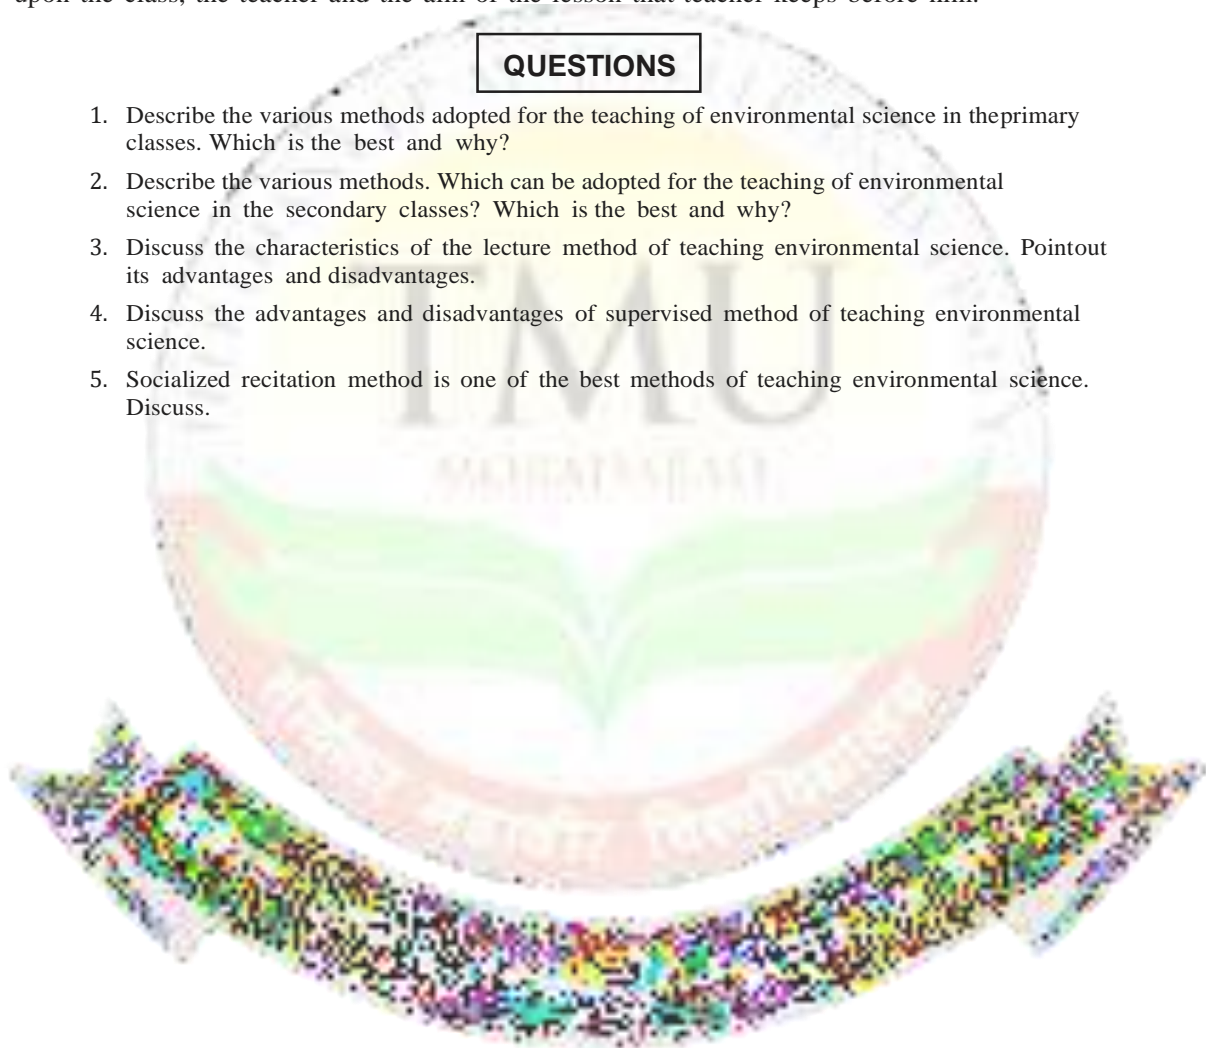 upon the class, the teacher and the aim of the lesson that teacher keeps before him.
QUESTIONS
1. Describe the various methods adopted for the teaching of environmental science in theprimary
classes. Which is the best and why?
2. Describe the various methods. Which can be adopted for the teaching of environmental
science in the secondary classes? Which is the best and why?
3. Discuss the characteristics of the lecture method of teaching environmental science. Pointout
its advantages and disadvantages.
4. Discuss the advantages and disadvantages of supervised method of teaching environmental
science.
5. Socialized recitation method is one of the best methods of teaching environmental science.
Discuss.
TMU
MORADABAD